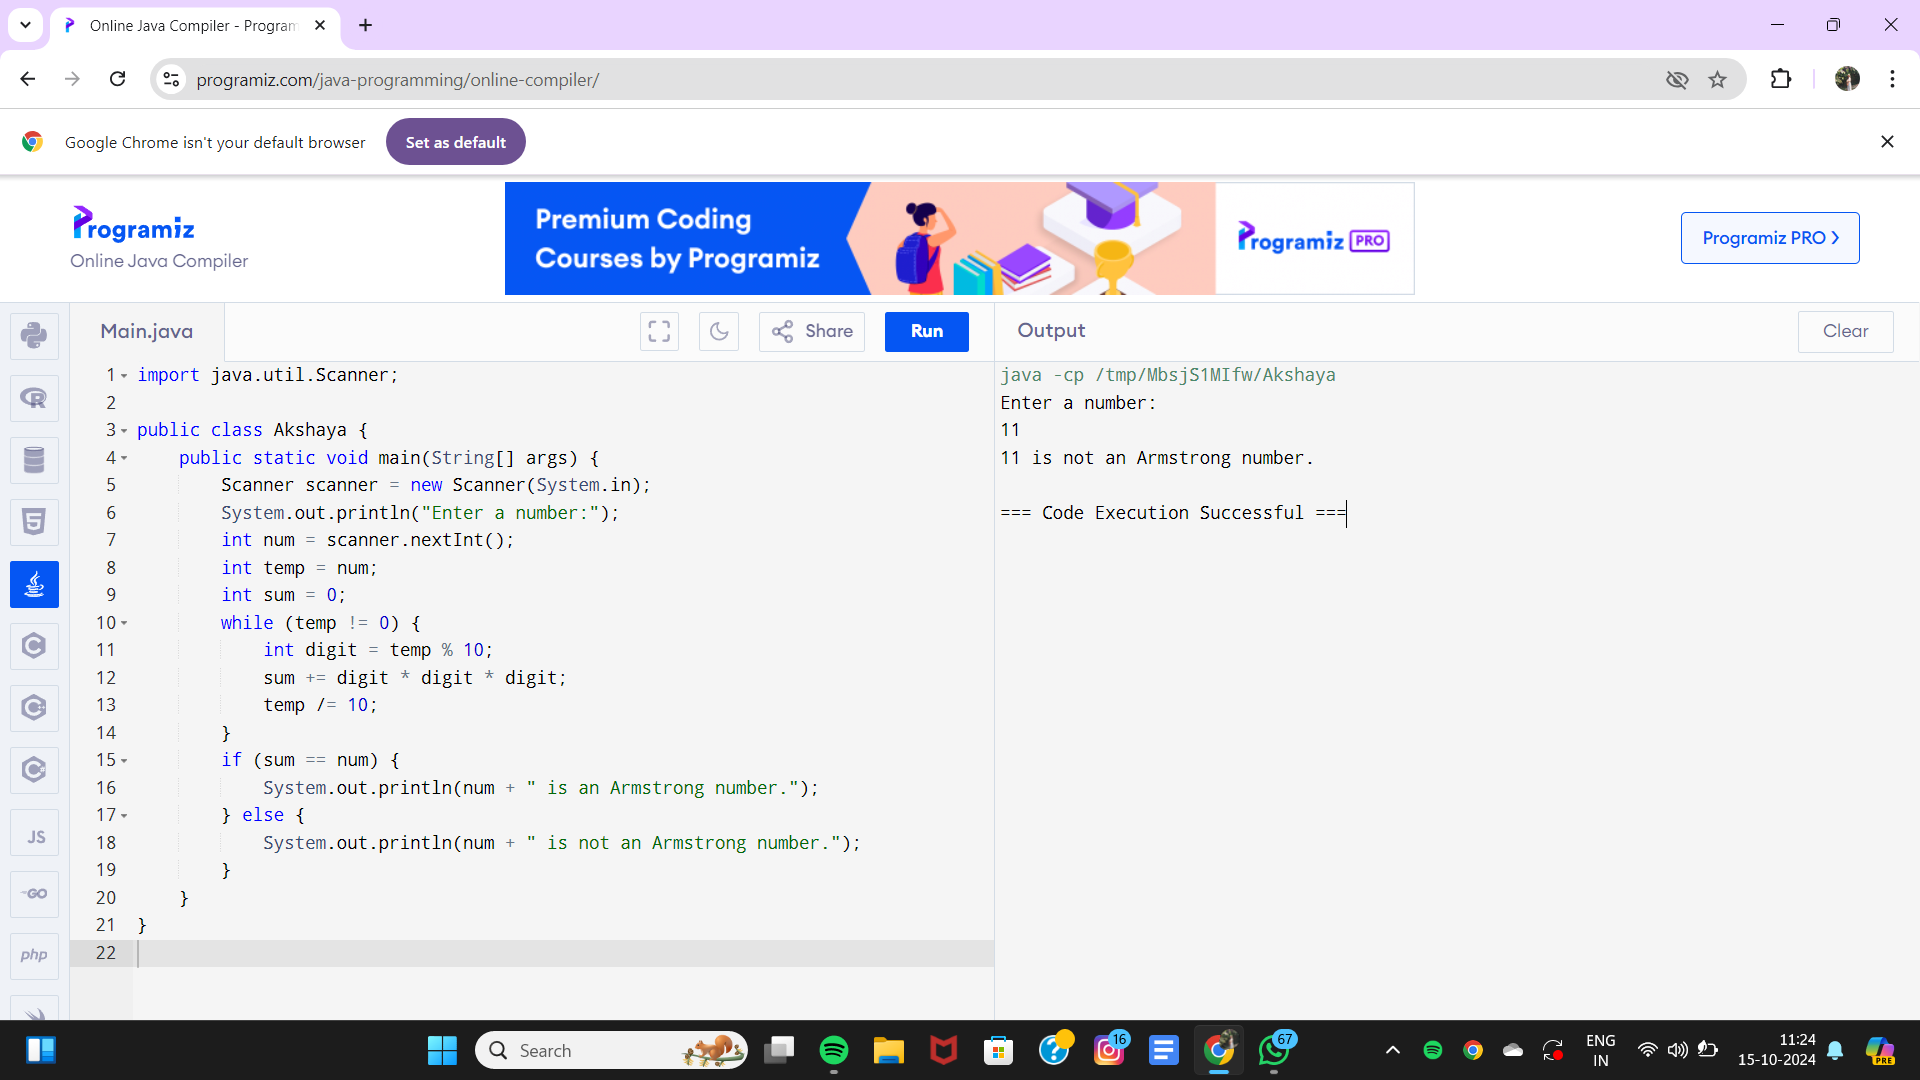 Online Java Compiler - Program
programiz.com/java-programming/online-compiler/
Google Chrome isn't your default browser
Set as default
Programiz
Online Java Compiler
Premium Coding
Courses by Programiz
Programiz PRO
Programiz PRO
Main.java
Share
Run
Output
Clear
1 import java.util.Scanner;
2
3 public class Akshaya {
4     public static void main(String[] args) {
5         Scanner scanner = new Scanner(System.in);
6         System.out.println("Enter a number:");
7         int num = scanner.nextInt();
8         int temp = num;
9         int sum = 0;
10         while (temp != 0) {
11             int digit = temp % 10;
12             sum += digit * digit * digit;
13             temp /= 10;
14         }
15         if (sum == num) {
16             System.out.println(num + " is an Armstrong number.");
17         } else {
18             System.out.println(num + " is not an Armstrong number.");
19         }
20     }
21 }
22
java -cp /tmp/MbsjS1MIfw/Akshaya
Enter a number:
11
11 is not an Armstrong number.
=== Code Execution Successful ===
R
5
C
C
C
JS
GO
php
Search
16
67
ENG
IN
11:24
15-10-2024
PRE